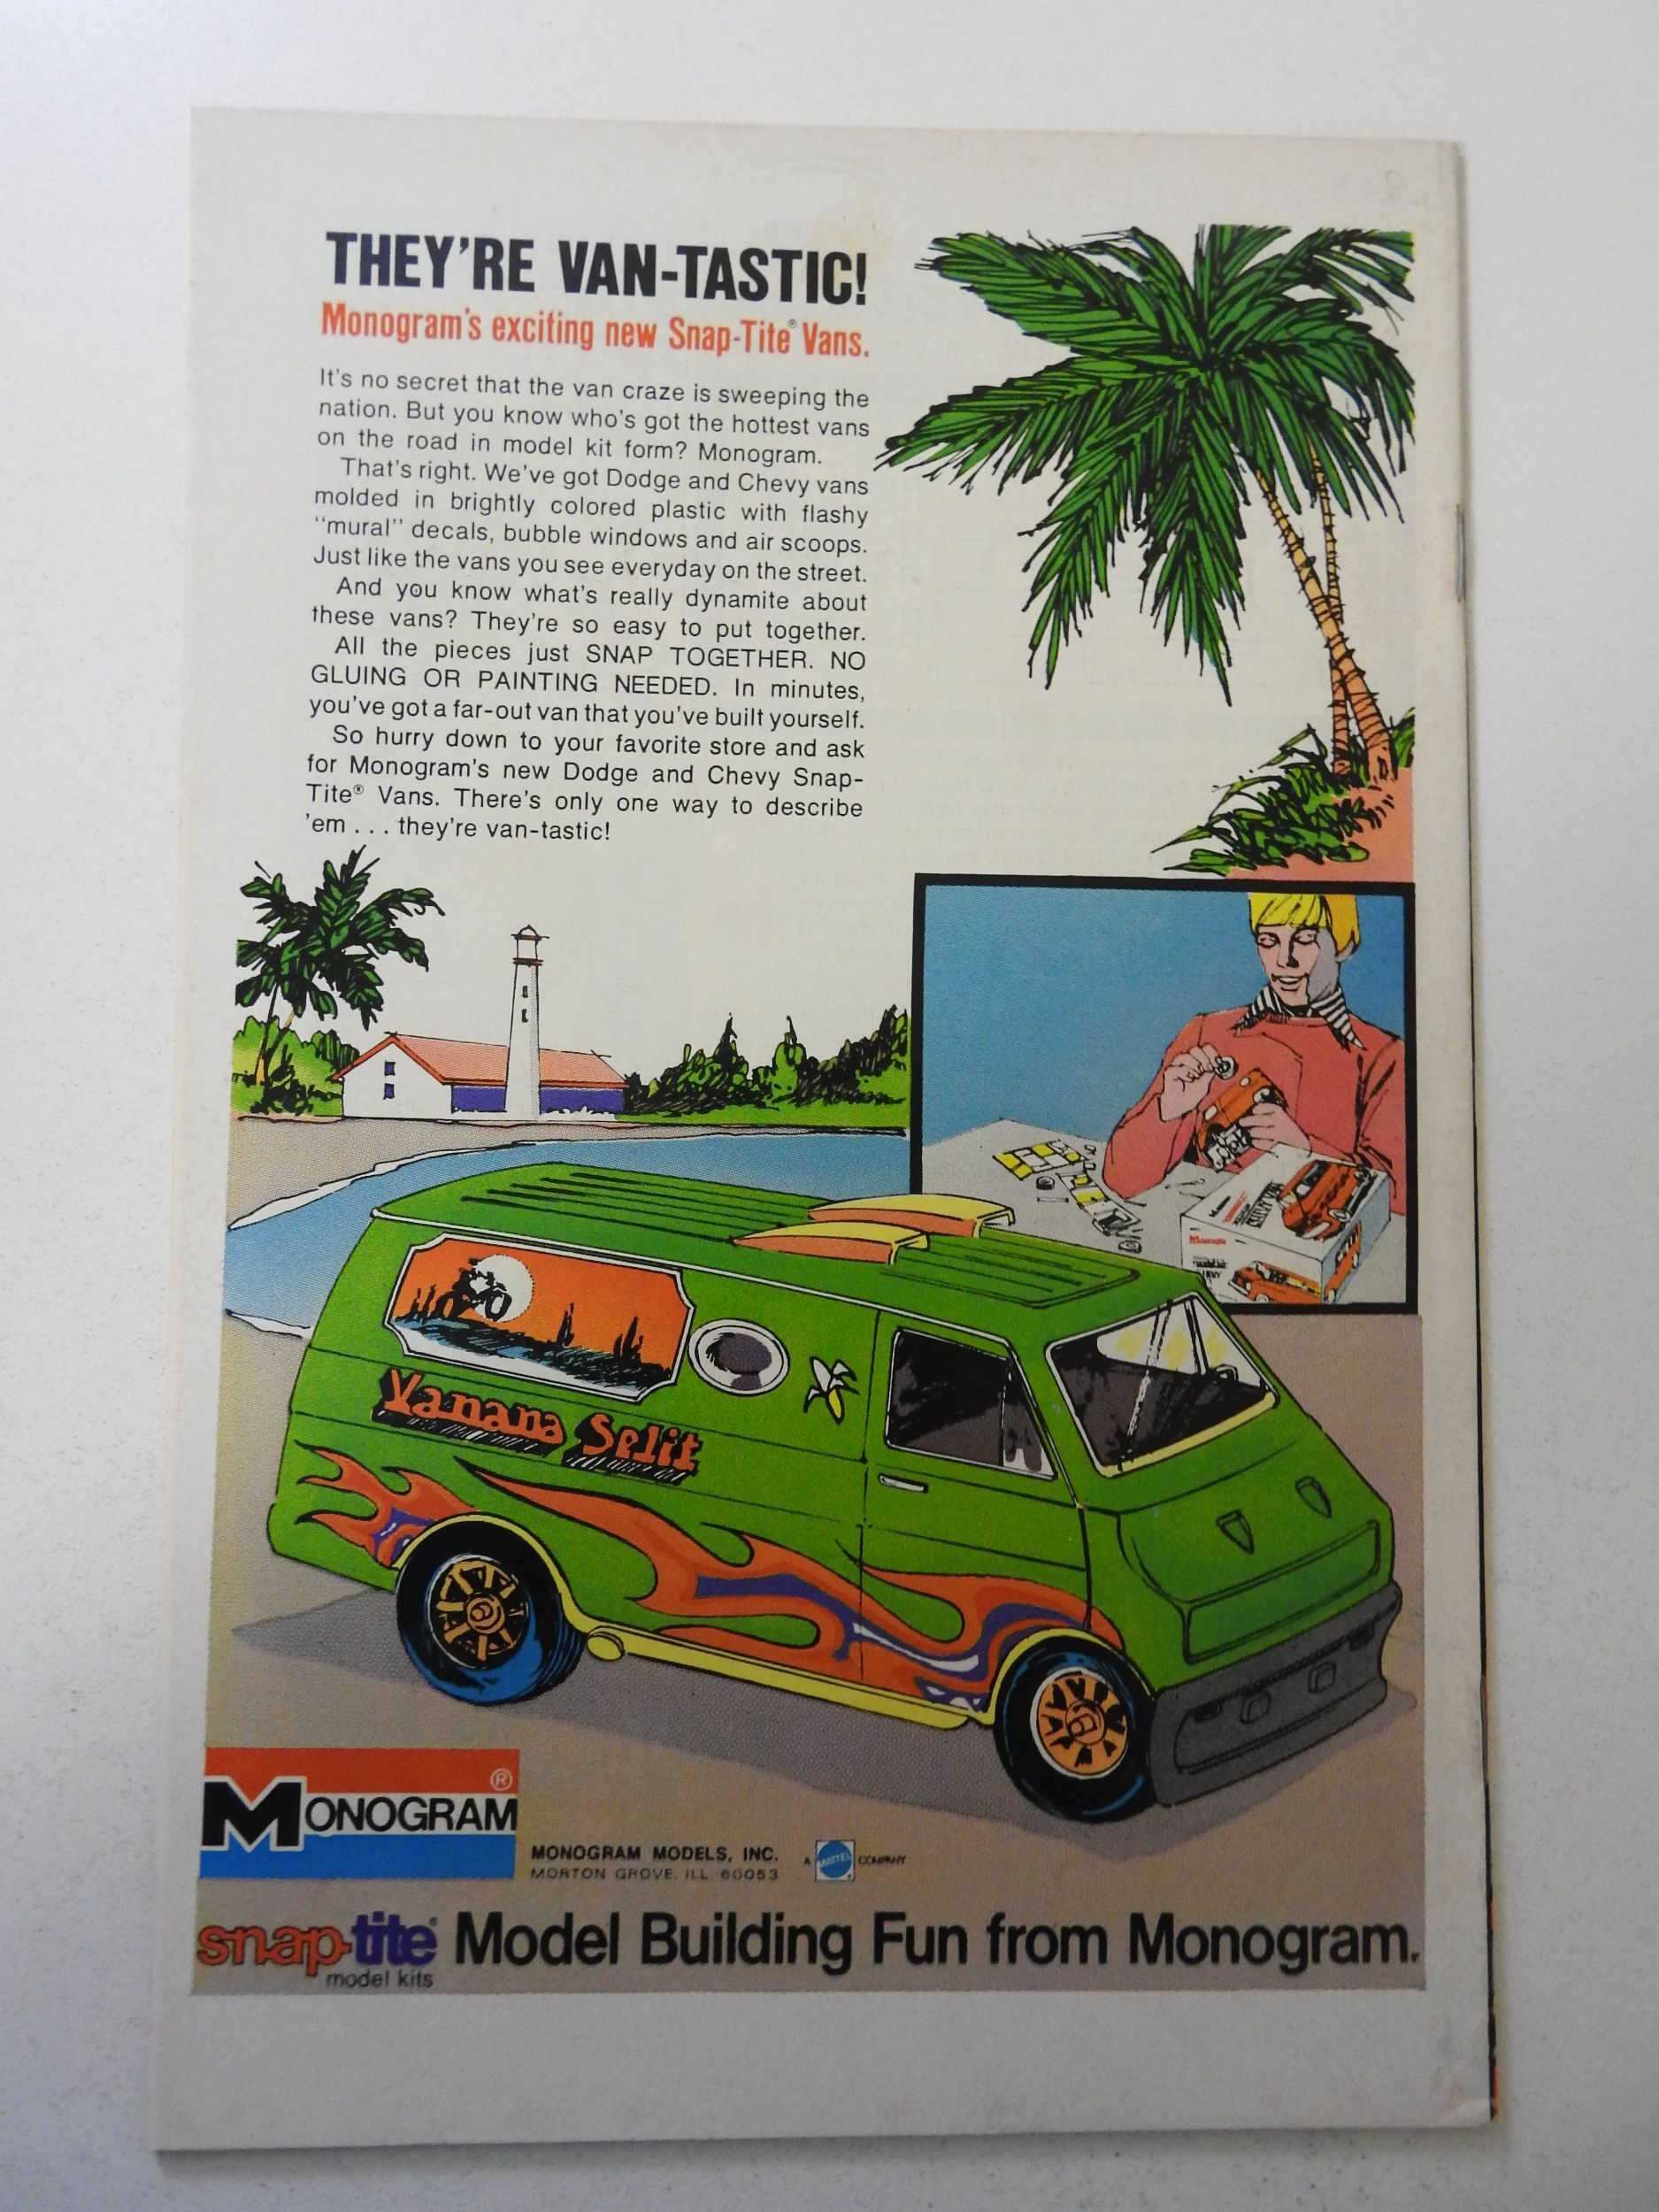 THEY'RE VAN-TASTIC!
Monogram's exciting new Snap-Tite® Vans.
It's no secret that the van craze is sweeping the
nation. But you know who's got the hottest vans
on the road in model kit form? Monogram.
That's right. We've got Dodge and Chevy vans
molded in brightly colored plastic with flashy
"mural" decals, bubble windows and air scoops.
Just like the vans you see everyday on the street.
And you know what's really dynamite about
these vans? They're so easy to put together.
All the pieces just SNAP TOGETHER. NO
GLUING OR PAINTING NEEDED. In minutes,
you've got a far-out van that you've built yourself.
So hurry down to your favorite store and ask
for Monogram's new Dodge and Chevy Snap-
Tite® Vans. There's only one way to describe
'em . . . they're van-tastic!
Vanana Split
MONOGRAM ®
MONOGRAM MODELS, INC.
MORTON GROVE, ILL. 60053
A MATTEL COMPANY
snap-tite® Model Building Fun from Monogram.
model kits